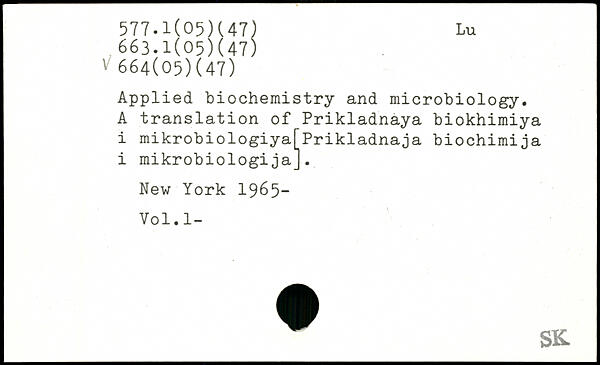 577.1(05)(47) Lu
663.1(05)(47)
√ 664(05)(47)
Applied biochemistry and microbiology.
A translation of Prikladnaya biokhimiya
i mikrobiologiya[Prikladnaja biochimija
i mikrobiologija].
New York 1965-
Vol.1-
SK